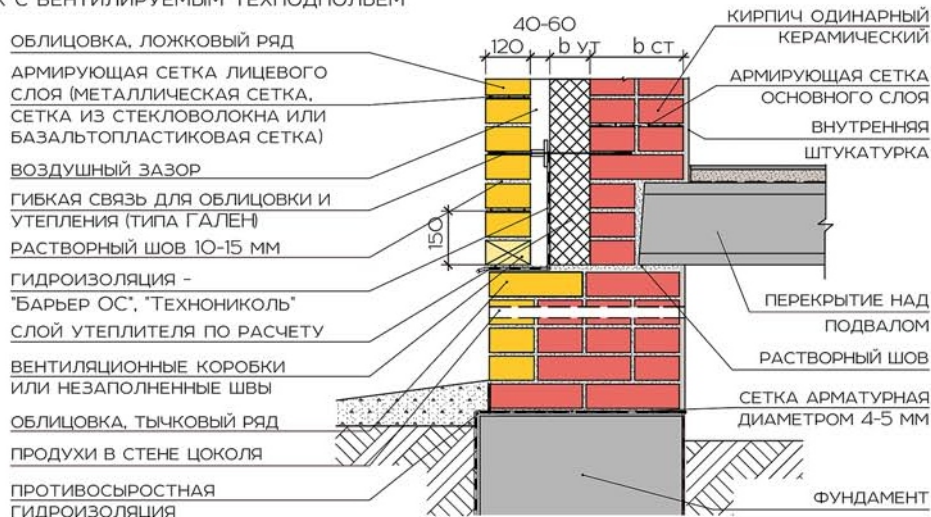 К С ВЕНТИЛИРУЕМЫМ ТЕХПОДПОЛЬЕМ
ОБЛИЦОВКА, ЛОЖКОВЫЙ РЯД
АРМИРУЮЩАЯ СЕТКА ЛИЦЕВОГО
СЛОЯ (МЕТАЛЛИЧЕСКАЯ СЕТКА,
СЕТКА ИЗ СТЕКЛОВОЛОКНА ИЛИ
БАЗАЛЬТОПЛАСТИКОВАЯ СЕТКА)
ВОЗДУШНЫЙ ЗАЗОР
ГИБКАЯ СВЯЗЬ ДЛЯ ОБЛИЦОВКИ И
УТЕПЛЕНИЯ (ТИПА ГАЛЕН)
РАСТВОРНЫЙ ШОВ 10-15 ММ
ГИДРОИЗОЛЯЦИЯ -
"БАРЬЕР ОС", "ТЕХНОНИКОЛЬ"
СЛОЙ УТЕПЛИТЕЛЯ ПО РАСЧЕТУ
ВЕНТИЛЯЦИОННЫЕ КОРОБКИ
ИЛИ НЕЗАПОЛНЕННЫЕ ШВЫ
ОБЛИЦОВКА, ТЫЧКОВЫЙ РЯД
ПРОДУХИ В СТЕНЕ ЦОКОЛЯ
ПРОТИВОСЫРОСТНАЯ
ГИДРОИЗОЛЯЦИЯ
40-60
120
b УТ
b СТ
150
КИРПИЧ ОДИНАРНЫЙ
КЕРАМИЧЕСКИЙ
АРМИРУЮЩАЯ СЕТКА
ОСНОВНОГО СЛОЯ
ВНУТРЕННЯЯ
ШТУКАТУРКА
ПЕРЕКРЫТИЕ НАД
ПОДВАЛОМ
РАСТВОРНЫЙ ШОВ
СЕТКА АРМАТУРНАЯ
ДИАМЕТРОМ 4-5 ММ
ФУНДАМЕНТ